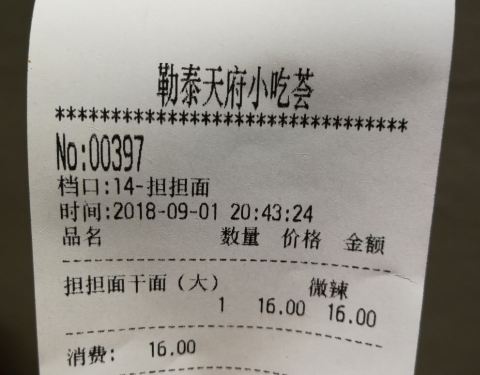 勒泰天府小吃荟
******************************
No:00397
档口:14-担担面
时间:2018-09-01 20:43:24
品名 数量 价格 金额
担担面干面（大） 微辣
1 16.00 16.00
消费: 16.00